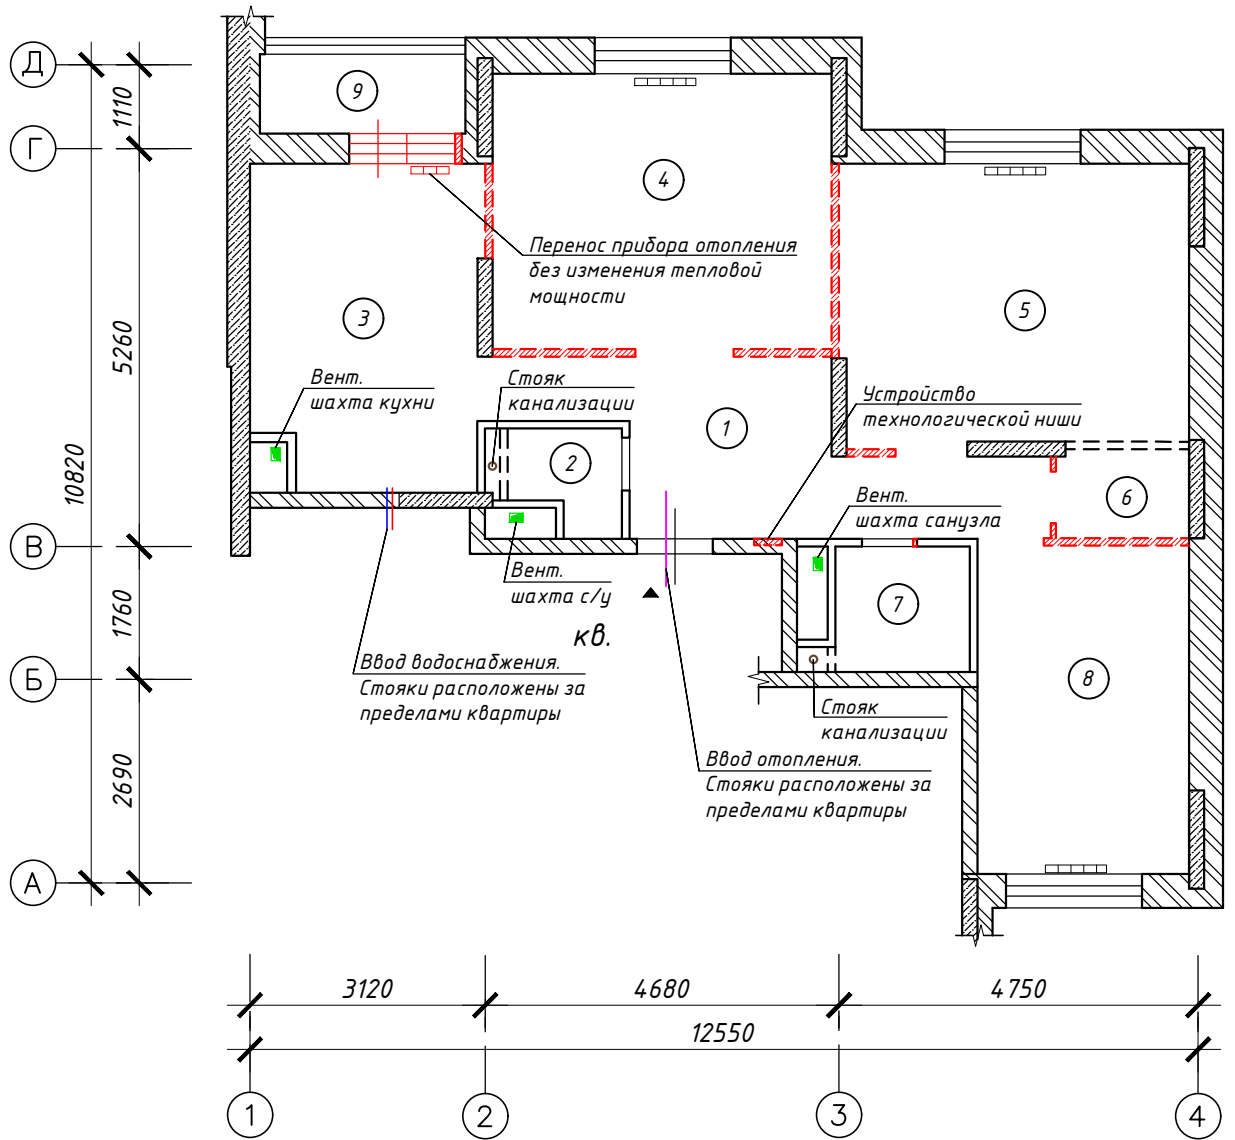 Д
1110
9
Г
4
Перенос прибора отопления
без изменения тепловой
мощности
5260
3
5
Вент.
шахта кухни
Стояк
канализации
Устройство
технологической ниши
1
10820
2
6
Вент.
шахта санузла
В
Вент.
шахта с/у
1760
7
кв.
Ввод водоснабжения.
Стояки расположены за
пределами квартиры
Б
8
Стояк
канализации
2690
Ввод отопления.
Стояки расположены за
пределами квартиры
А
3120
4680
4750
12550
1
2
3
4